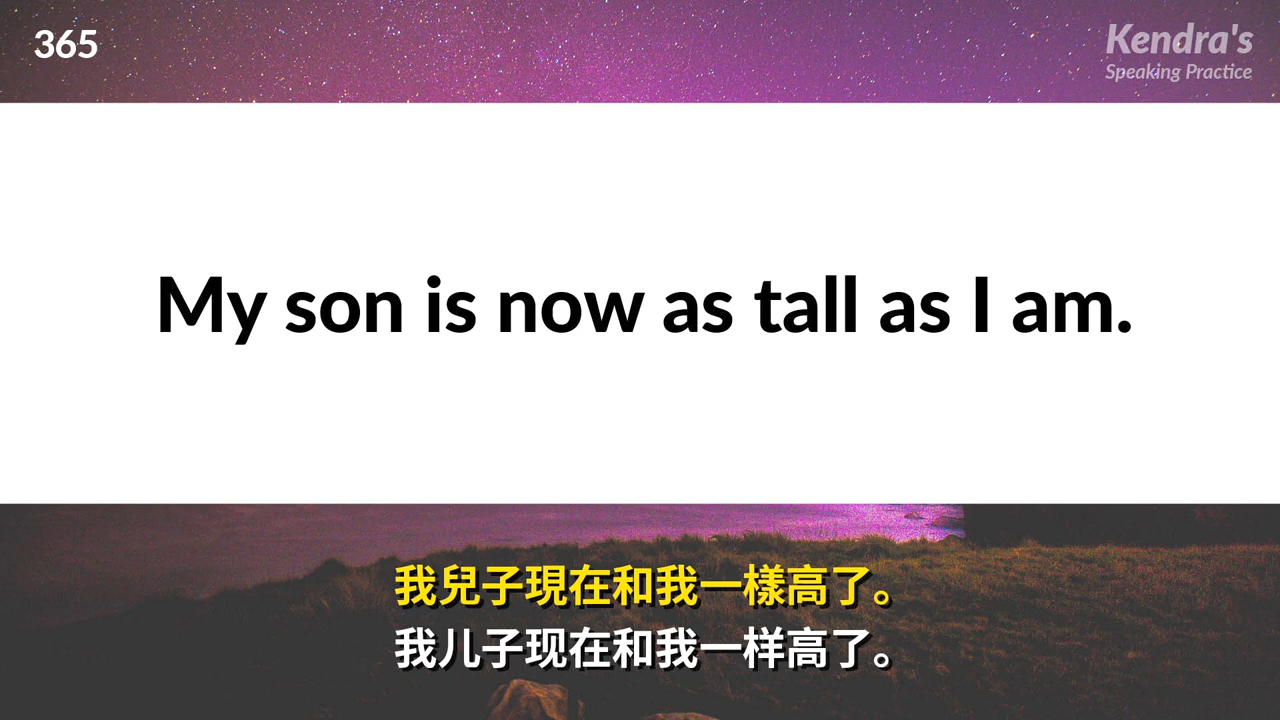 365
Kendra's
Speaking Practice
My son is now as tall as I am.
我兒子現在和我一樣高了。
我儿子现在和我一样高了。